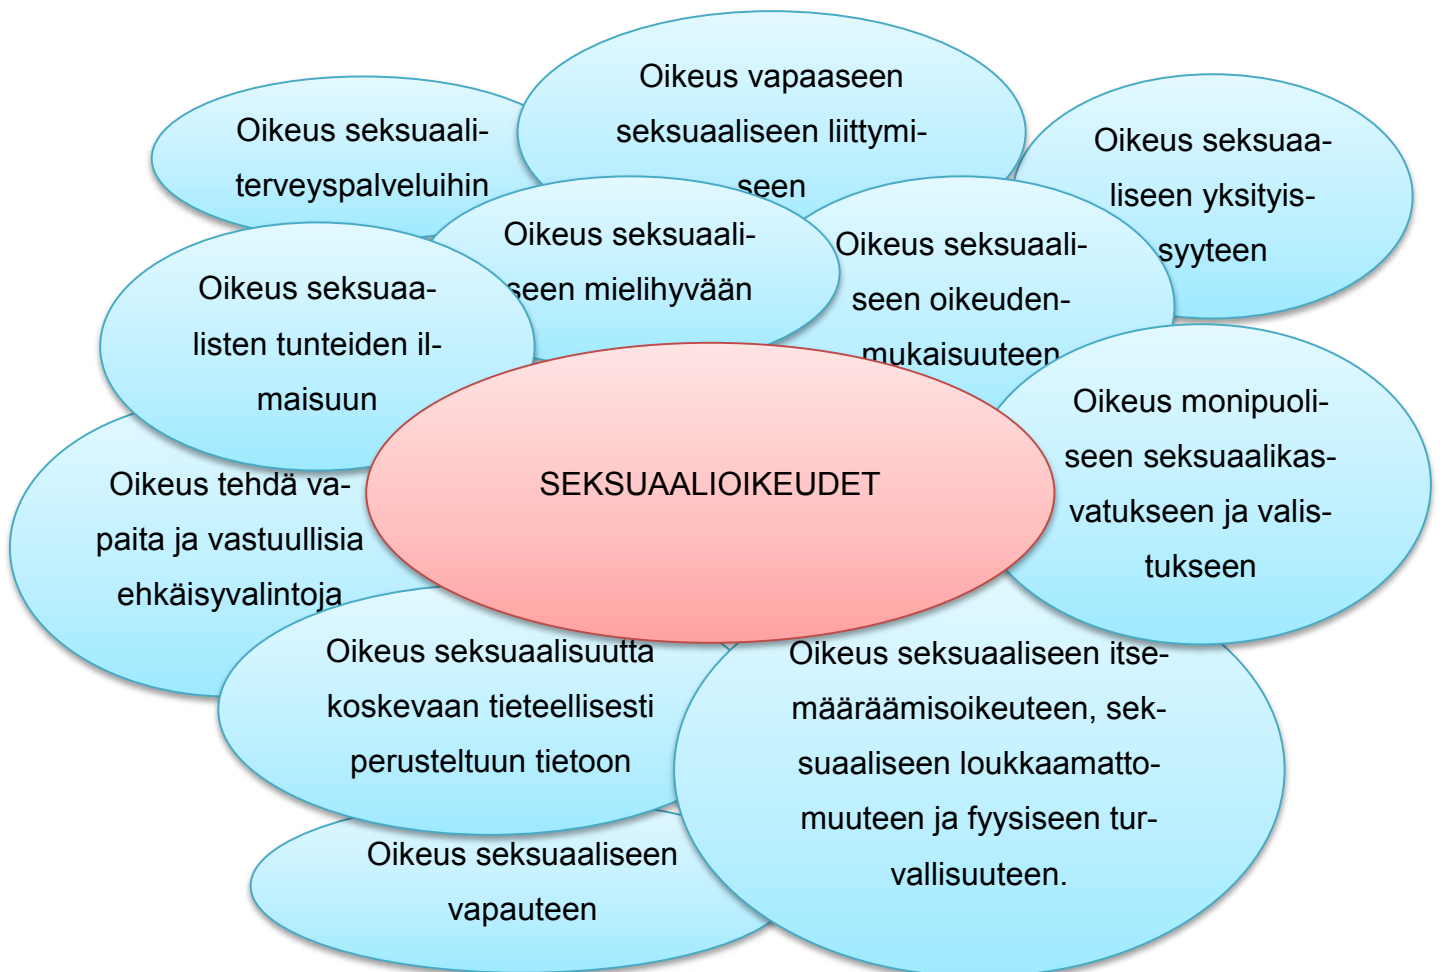 Oikeus seksuaali-
terveyspalveluihin
Oikeus vapaaseen
seksuaaliseen liittymi-
seen
Oikeus seksuaa-
liseen yksityis-
syyteen
Oikeus seksuaa-
listen tunteiden il-
maisuun
Oikeus seksuaali-
seen mielihyvään
Oikeus seksuaali-
seen oikeuden-
mukaisuuteen
Oikeus monipuoli-
seen seksuaalikas-
vatukseen ja valis-
tukseen
SEKSUAALIOIKEUDET
Oikeus tehdä va-
paita ja vastuullisia
ehkäisyvalintoja
Oikeus seksuaalisuutta
koskevaan tieteellisesti
perusteltuun tietoon
Oikeus seksuaaliseen itse-
määräämisoikeuteen, sek-
suaaliseen loukkaamatto-
muuteen ja fyysiseen tur-
vallisuuteen.
Oikeus seksuaaliseen
vapauteen